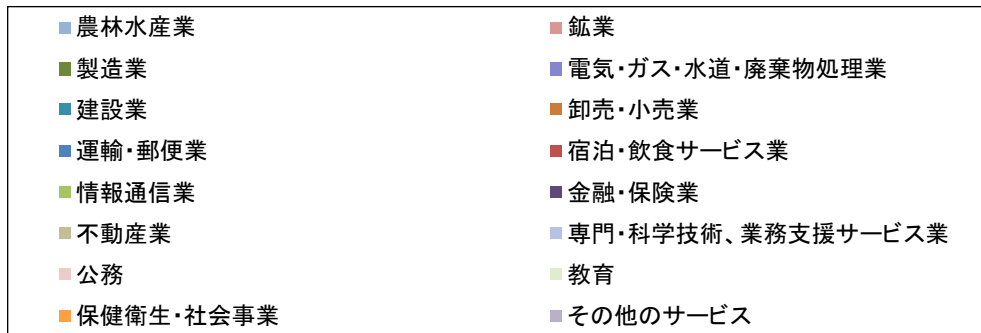 農林水産業
鉱業
製造業
電気・ガス・水道・廃棄物処理業
建設業
卸売・小売業
運輸・郵便業
宿泊・飲食サービス業
情報通信業
金融・保険業
不動産業
専門・科学技術、業務支援サービス業
公務
教育
保健衛生・社会事業
その他のサービス